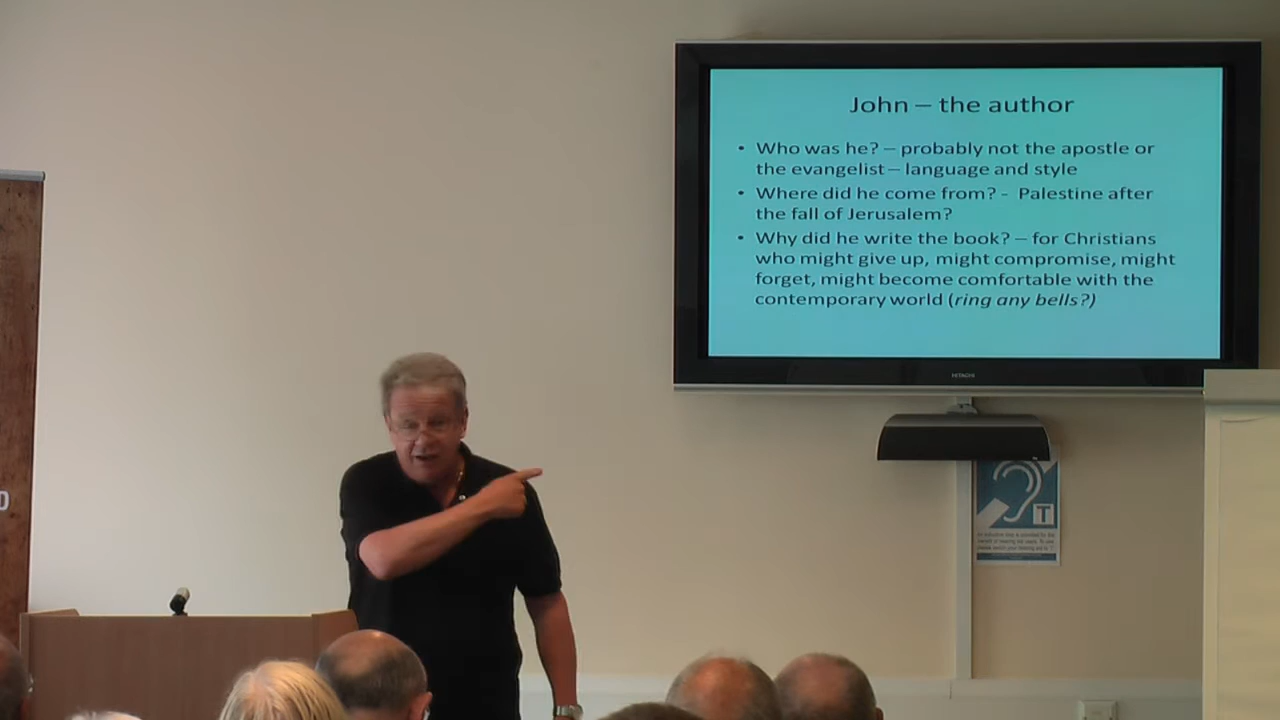 John – the author
• Who was he? – probably not the apostle or
the evangelist – language and style
• Where did he come from? - Palestine after
the fall of Jerusalem?
• Why did he write the book? – for Christians
who might give up, might compromise, might
forget, might become comfortable with the
contemporary world (ring any bells?)
HITACHI
T
D